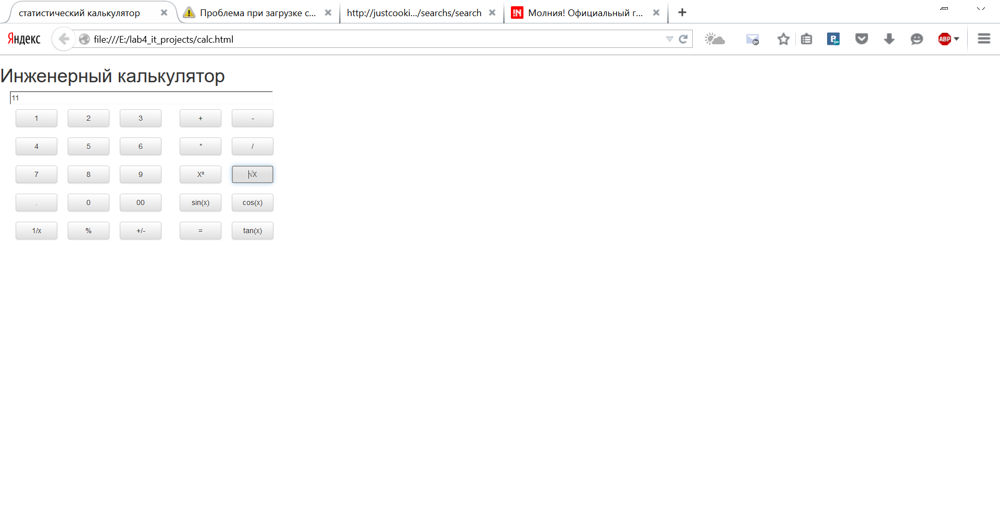 статистический калькулятор
Проблема при загрузке с...
http://justcooki.../searchs/search
!N Молния! Официальный г...
Яндекс
file:///E:/lab4_it_projects/calc.html
ABP
Инженерный калькулятор
11
1 2 3 + -
4 5 6 * /
7 8 9 X² √X
. 0 00 sin(x) cos(x)
1/x % +/- = tan(x)